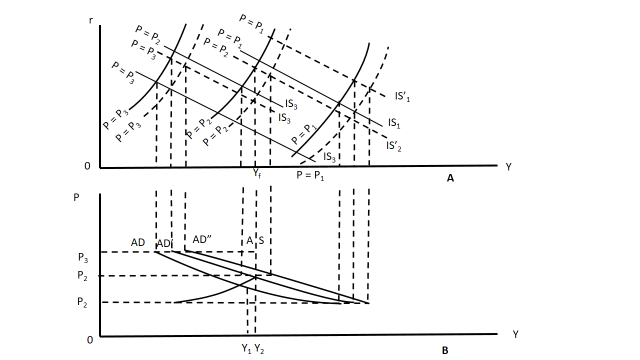 r
P = P₁
P = P₂
P = P₁
P = P₃
P = P₂
P = P₃
IS'₁
IS₃
P = P₃
P = P₂
IS₃
IS₁
P = P₃
P = P₂
P = P₁
IS'₂
IS₃
0
Yf
P = P₁
Y
A
P
AD
AD'
AD″
A S
P₃
P₂
P₂
0
Y
Y₁ Y₂
B